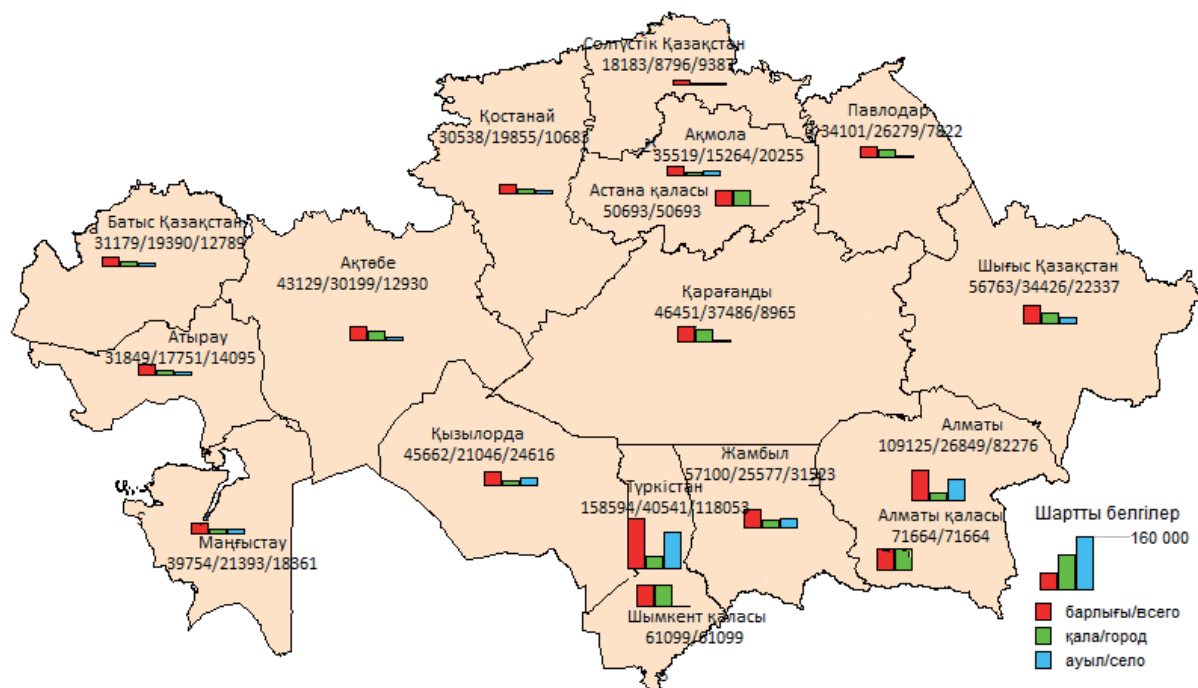 Солтүстік Қазақстан
18183/8796/9387
Қостанай
30538/19855/10683
Павлодар
34101/26279/7822
Ақмола
35519/15264/20255
Астана қаласы
50693/50693
Батыс Қазақстан
31179/19390/12789
Ақтөбе
43129/30199/12930
Шығыс Қазақстан
56763/34426/22337
Қарағанды
46451/37486/8965
Атырау
31849/17751/14095
Қызылорда
45662/21046/24616
Жамбыл
57100/25577/31523
Алматы
109125/26849/82276
Түркістан
158594/40541/118053
Алматы қаласы
71664/71664
Маңғыстау
39754/21393/18361
Шымкент қаласы
61099/61099
Шартты белгілер
160 000
барлығы/всего
қала/город
ауыл/село